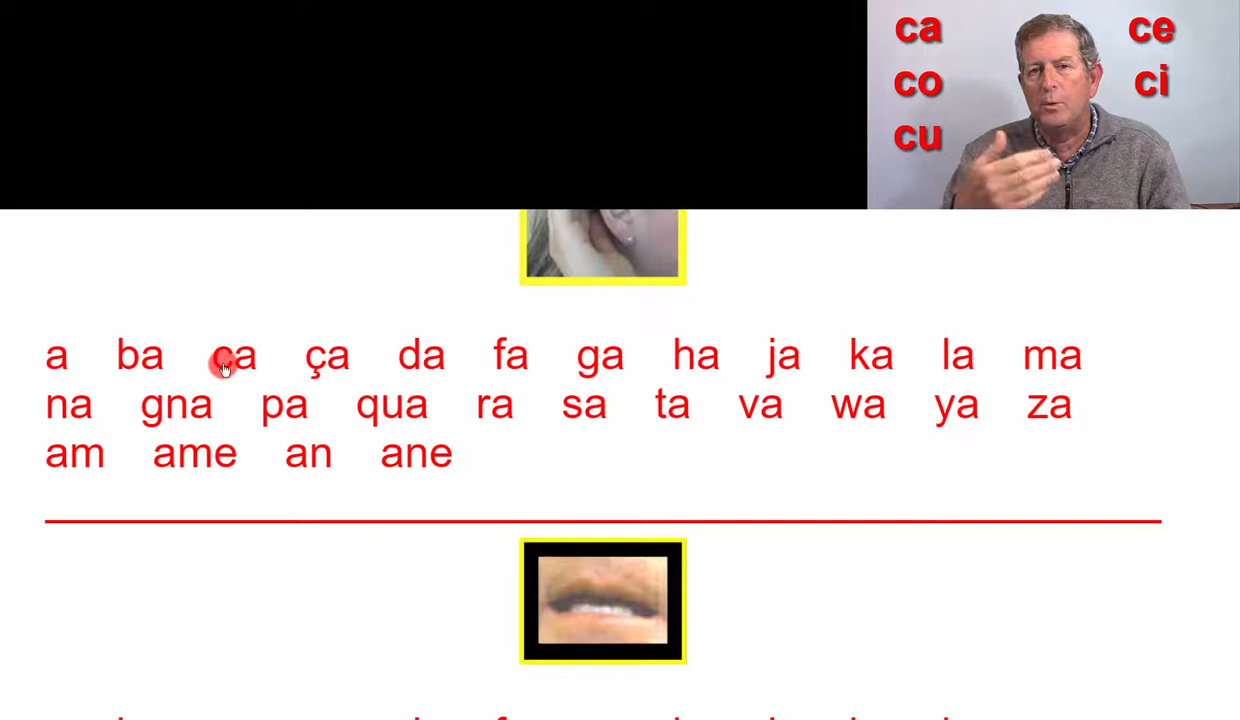 ca ce
co ci
cu
a ba ca ça da fa ga ha ja ka la ma
na gna pa qua ra sa ta va wa ya za
am ame an ane